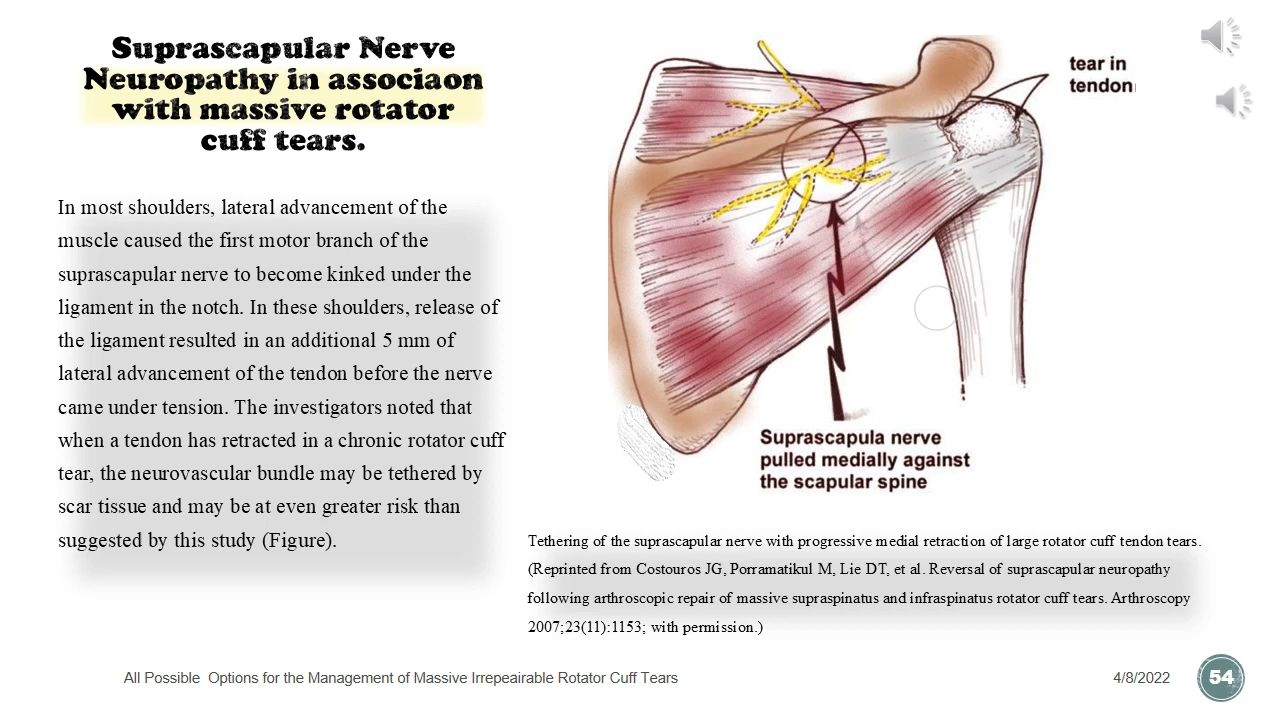 Suprascapular Nerve
Neuropathy in associaon
with massive rotator
cuff tears.
In most shoulders, lateral advancement of the
muscle caused the first motor branch of the
suprascapular nerve to become kinked under the
ligament in the notch. In these shoulders, release of
the ligament resulted in an additional 5 mm of
lateral advancement of the tendon before the nerve
came under tension. The investigators noted that
when a tendon has retracted in a chronic rotator cuff
tear, the neurovascular bundle may be tethered by
scar tissue and may be at even greater risk than
suggested by this study (Figure).
tear in
tendon
Suprascapula nerve
pulled medially against
the scapular spine
Tethering of the suprascapular nerve with progressive medial retraction of large rotator cuff tendon tears.
(Reprinted from Costouros JG, Porramatikul M, Lie DT, et al. Reversal of suprascapular neuropathy
following arthroscopic repair of massive supraspinatus and infraspinatus rotator cuff tears. Arthroscopy
2007;23(11):1153; with permission.)
All Possible Options for the Management of Massive Irrepeairable Rotator Cuff Tears
4/8/2022
54